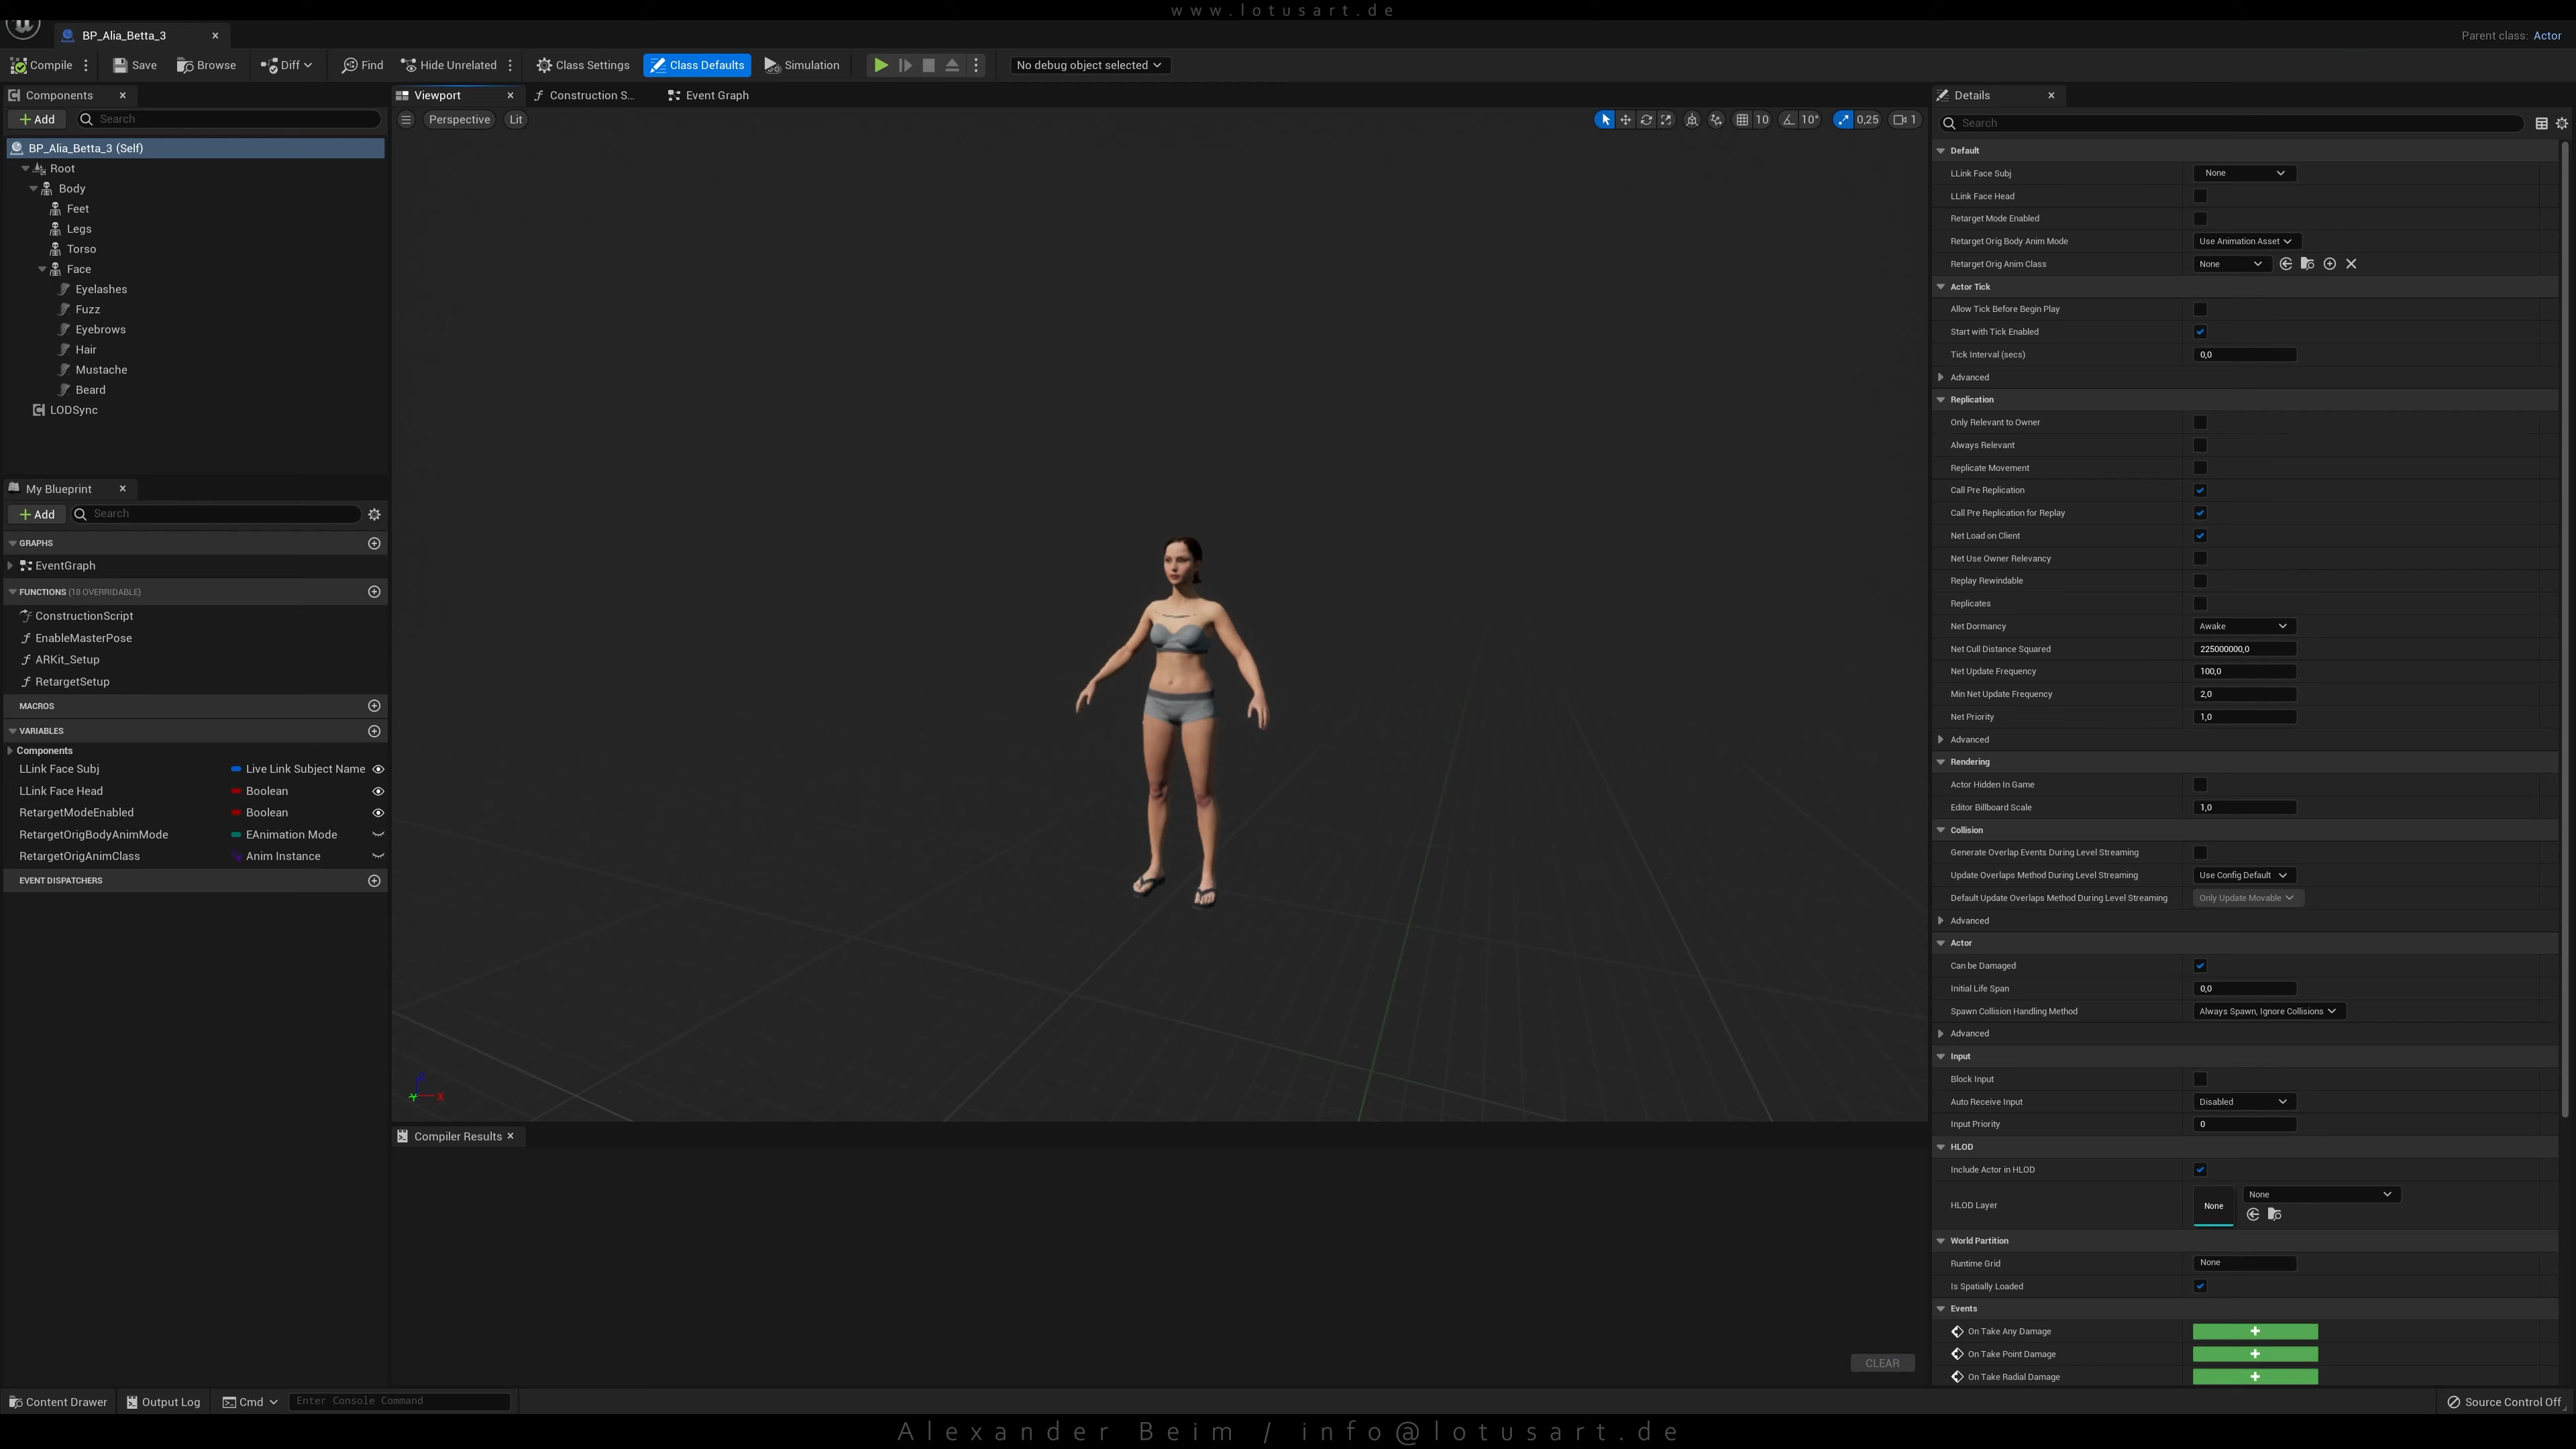 www.lotusart.de
BP_Alia_Betta_3
Parent class: Actor
Compile
Save
Browse
Diff
Find
Hide Unrelated
Class Settings
Class Defaults
Simulation
No debug object selected
Components
Add
Search
BP_Alia_Betta_3 (Self)
Root
Body
Feet
Legs
Torso
Face
Eyelashes
Fuzz
Eyebrows
Hair
Mustache
Beard
LODSync
My Blueprint
Add
Search
GRAPHS
EventGraph
FUNCTIONS (18 OVERRIDABLE)
ConstructionScript
EnableMasterPose
ARKit_Setup
RetargetSetup
MACROS
VARIABLES
Components
LLink Face Subj Live Link Subject Name
LLink Face Head Boolean
RetargetModeEnabled Boolean
RetargetOrigBodyAnimMode EAnimation Mode
RetargetOrigAnimClass Anim Instance
EVENT DISPATCHERS
Viewport
Construction S...
Event Graph
Perspective
Lit
10
10°
0,25
1
Z
Y X
Compiler Results
CLEAR
Details
Search
Default
LLink Face Subj None
LLink Face Head
Retarget Mode Enabled
Retarget Orig Body Anim Mode Use Animation Asset
Retarget Orig Anim Class None
Actor Tick
Allow Tick Before Begin Play
Start with Tick Enabled
Tick Interval (secs) 0,0
Advanced
Replication
Only Relevant to Owner
Always Relevant
Replicate Movement
Call Pre Replication
Call Pre Replication for Replay
Net Load on Client
Net Use Owner Relevancy
Replay Rewindable
Replicates
Net Dormancy Awake
Net Cull Distance Squared 225000000,0
Net Update Frequency 100,0
Min Net Update Frequency 2,0
Net Priority 1,0
Advanced
Rendering
Actor Hidden In Game
Editor Billboard Scale 1,0
Collision
Generate Overlap Events During Level Streaming
Update Overlaps Method During Level Streaming Use Config Default
Default Update Overlaps Method During Level Streaming Only Update Movable
Advanced
Actor
Can be Damaged
Initial Life Span 0,0
Spawn Collision Handling Method Always Spawn, Ignore Collisions
Advanced
Input
Block Input
Auto Receive Input Disabled
Input Priority 0
HLOD
Include Actor in HLOD
HLOD Layer None None
World Partition
Runtime Grid None
Is Spatially Loaded
Events
On Take Any Damage
On Take Point Damage
On Take Radial Damage
Content Drawer
Output Log
Cmd
Enter Console Command
Source Control Off
Alexander Beim / info@lotusart.de